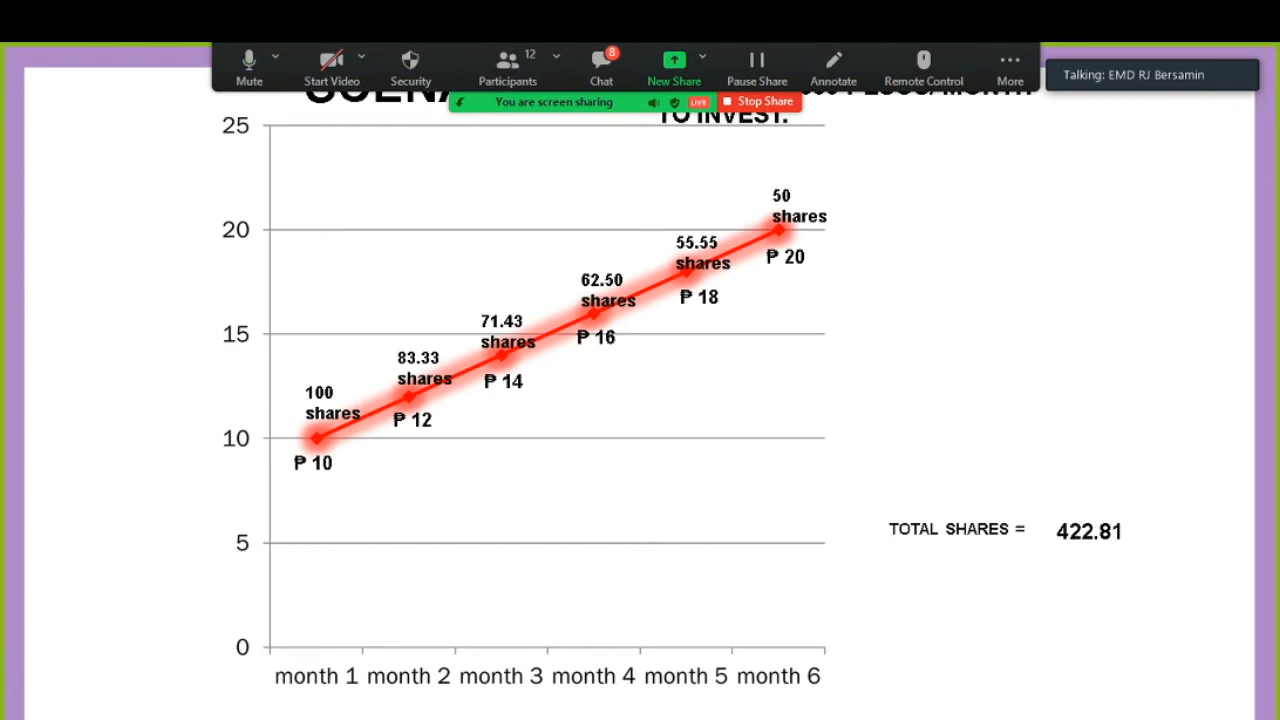 Mute
Start Video
Security
Participants 12
Chat 8
New Share
Pause Share
Annotate
Remote Control
More
Talking: EMD RJ Bersamin
You are screen sharing
LIVE
Stop Share
TO INVEST.
25
20
15
10
5
0
100
shares
₱ 10
83.33
shares
₱ 12
71.43
shares
₱ 14
62.50
shares
₱ 16
55.55
shares
₱ 18
50
shares
₱ 20
TOTAL SHARES = 422.81
month 1 month 2 month 3 month 4 month 5 month 6